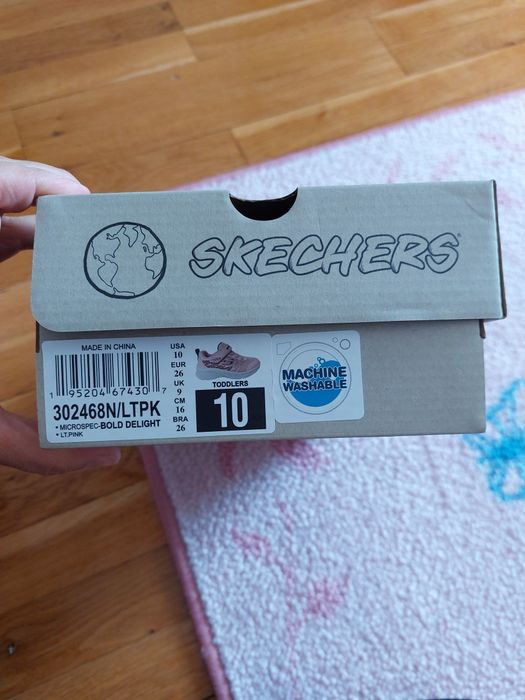 SKECHERS®
MADE IN CHINA
1 95204 67430 7
302468N/LTPK
• MICROSPEC-BOLD DELIGHT
• LT.PINK
USA
10
EUR
26
UK
9
CM
16
BRA
26
TODDLERS
10
MACHINE
WASHABLE